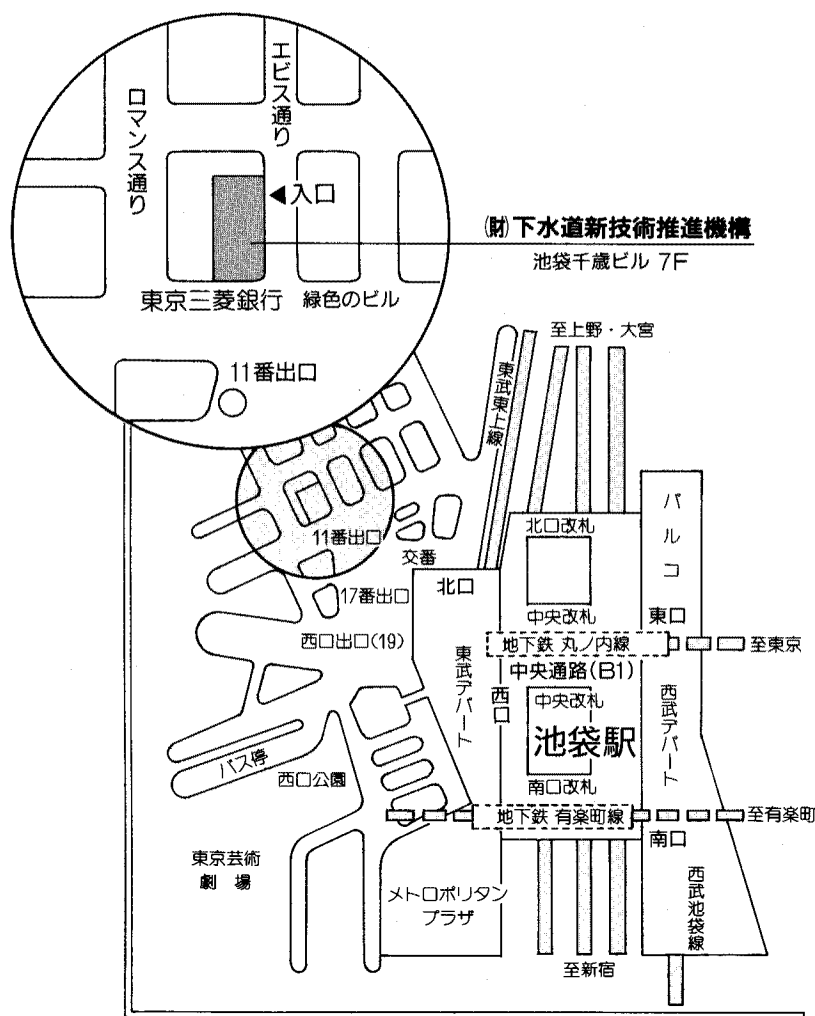 エビス通り
ロマンス通り
◀入口
㈶下水道新技術推進機構
池袋千歳ビル 7F
東京三菱銀行
緑色のビル
11番出口
至上野・大宮
東武東上線
パルコ
北口改札
11番出口
交番
北口
17番出口
中央改札
東口
西口出口(19)
地下鉄 丸ノ内線
至東京
中央通路(B1)
東武デパート
西口
中央改札
西武デパート
池袋駅
バス停
西口公園
南口改札
地下鉄 有楽町線
至有楽町
南口
東京芸術
劇場
メトロポリタン
プラザ
西武池袋線
至新宿